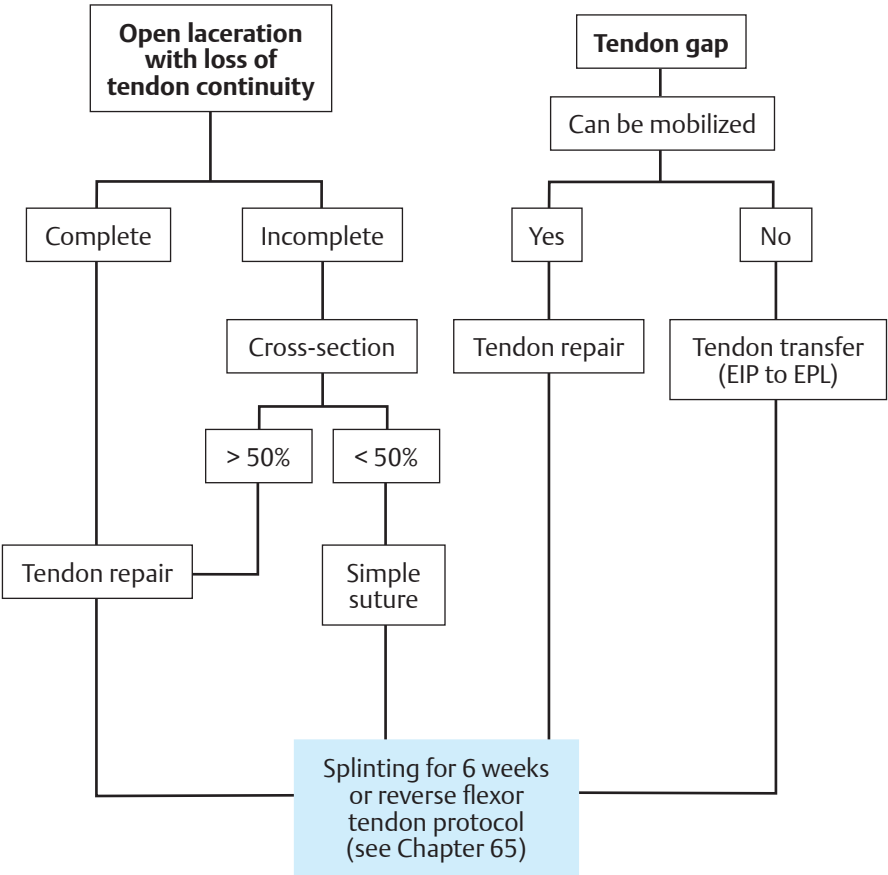 Open laceration
with loss of
tendon continuity
Tendon gap
Can be mobilized
Complete
Incomplete
Yes
No
Cross-section
Tendon repair
Tendon transfer
(EIP to EPL)
> 50%
< 50%
Tendon repair
Simple
suture
Splinting for 6 weeks
or reverse flexor
tendon protocol
(see Chapter 65)